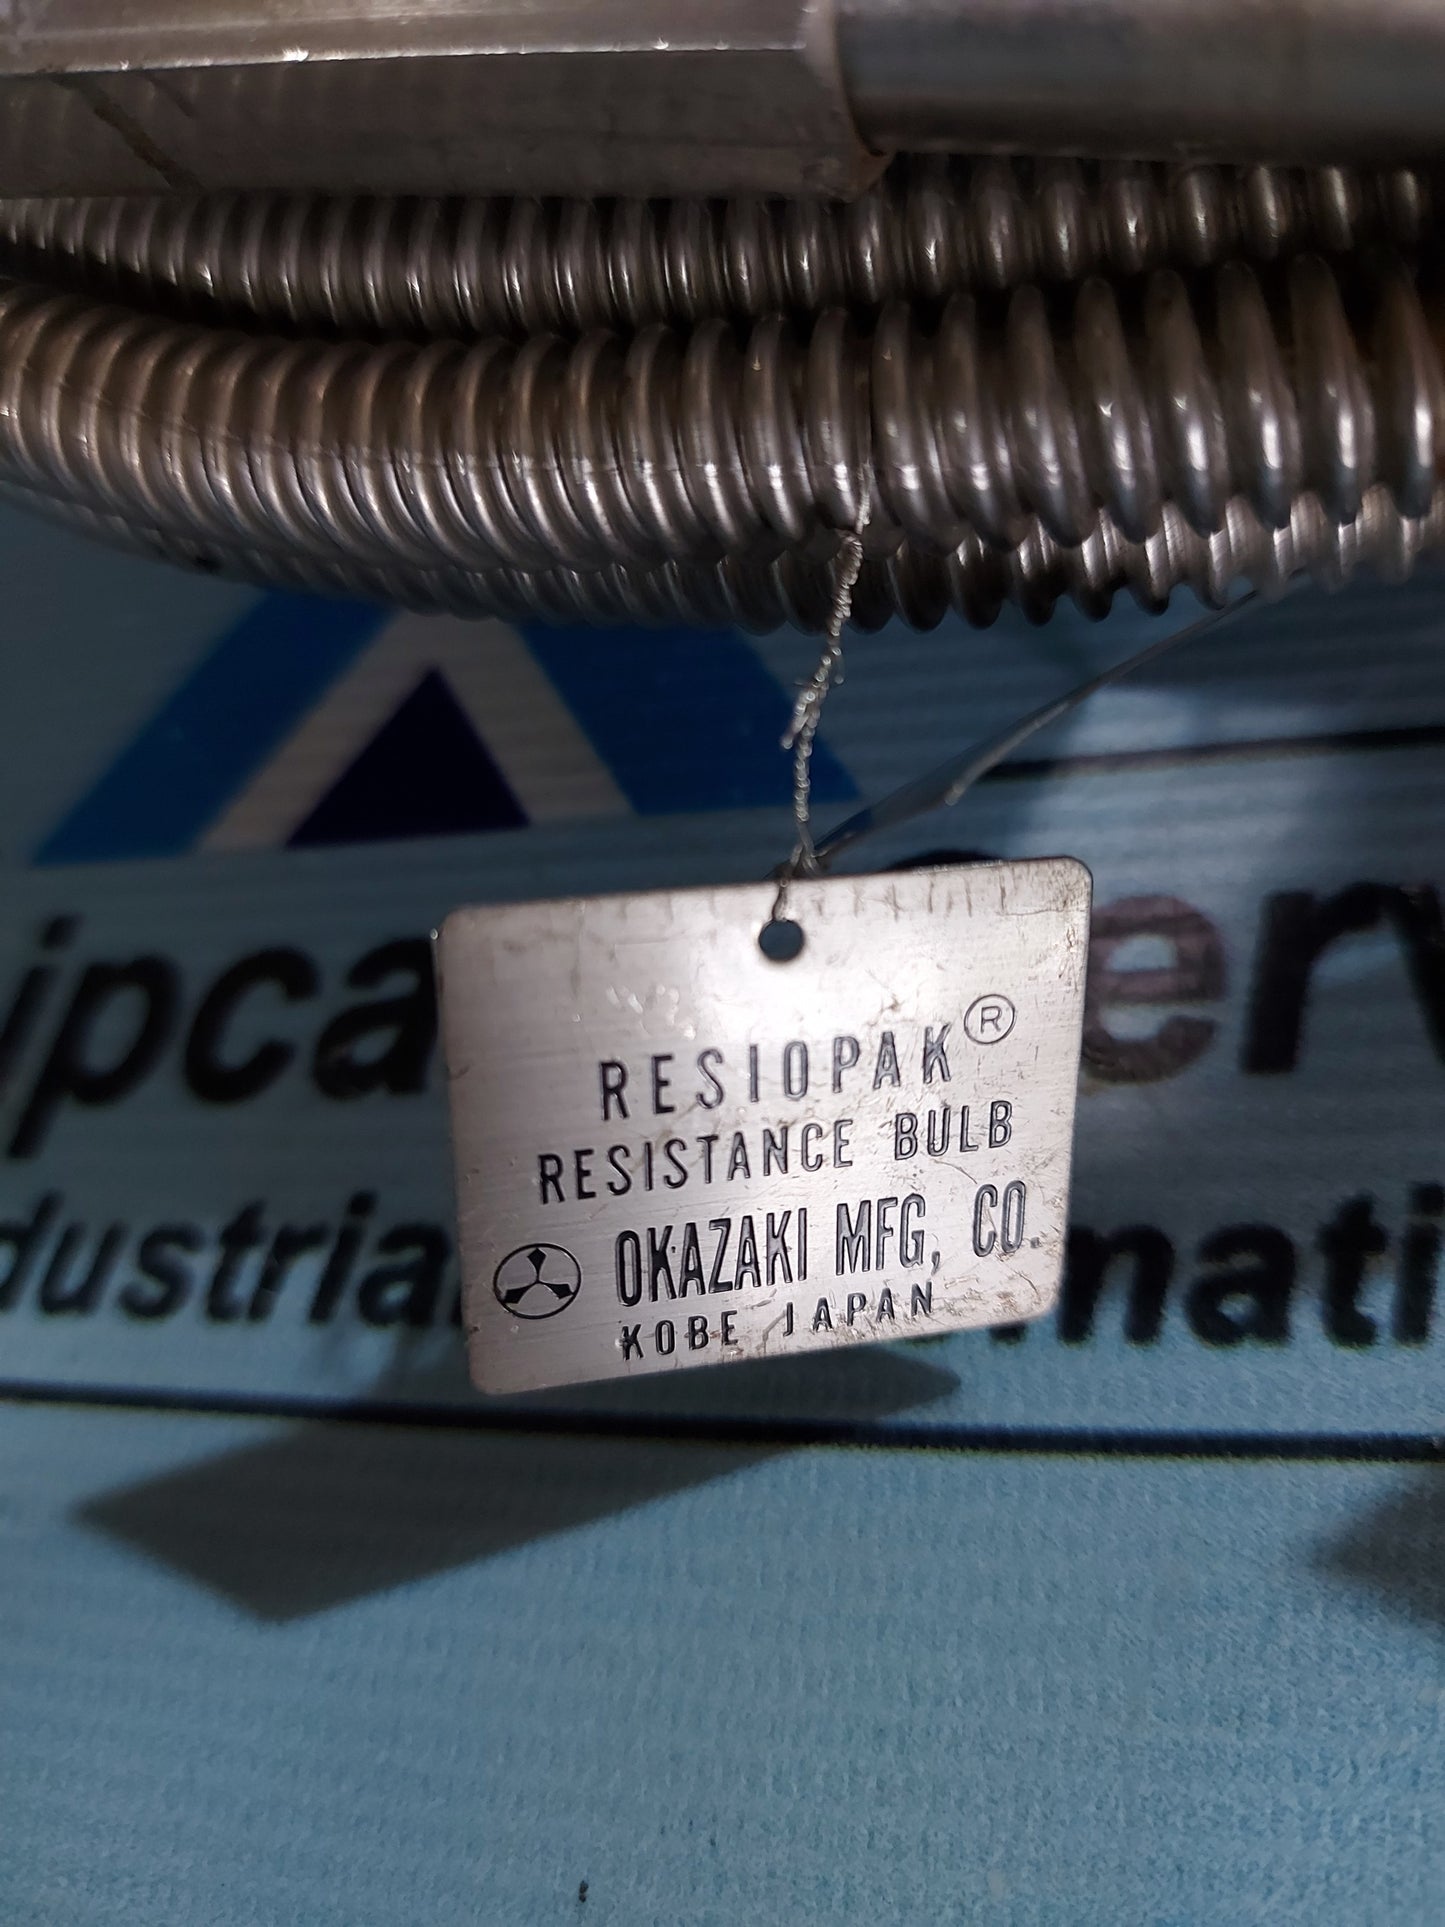 RESIOPAK®
RESISTANCE BULB
OKAZAKI MFG, CO.
KOBE JAPAN